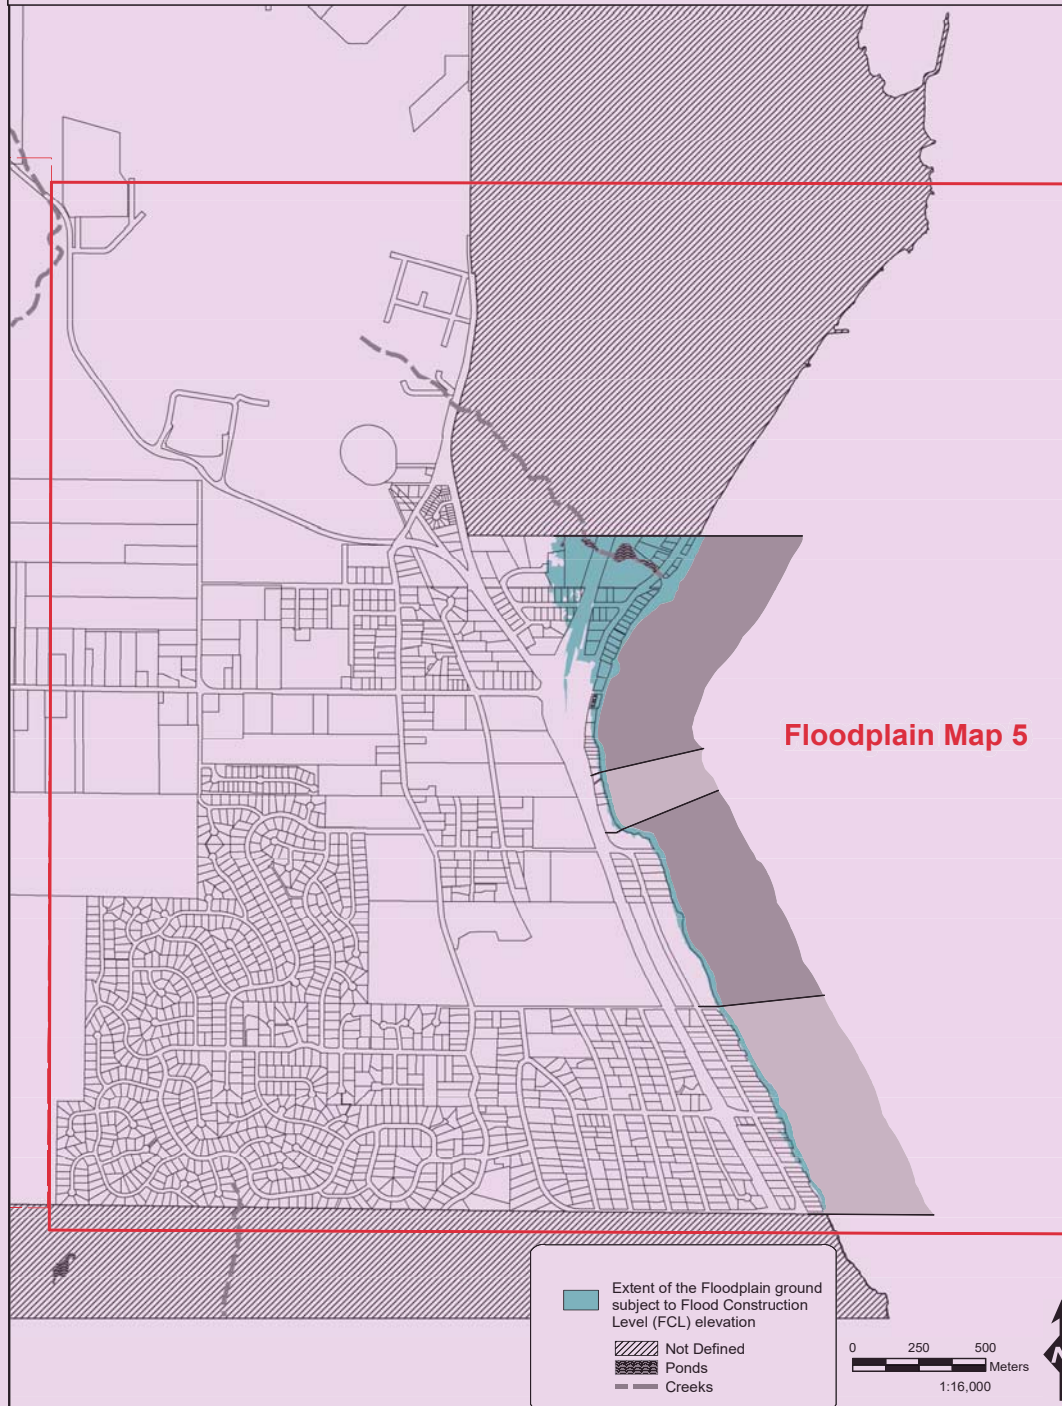 Floodplain Map 5
Extent of the Floodplain ground
subject to Flood Construction
Level (FCL) elevation
Not Defined
Ponds
Creeks
0 250 500
Meters
1:16,000
N